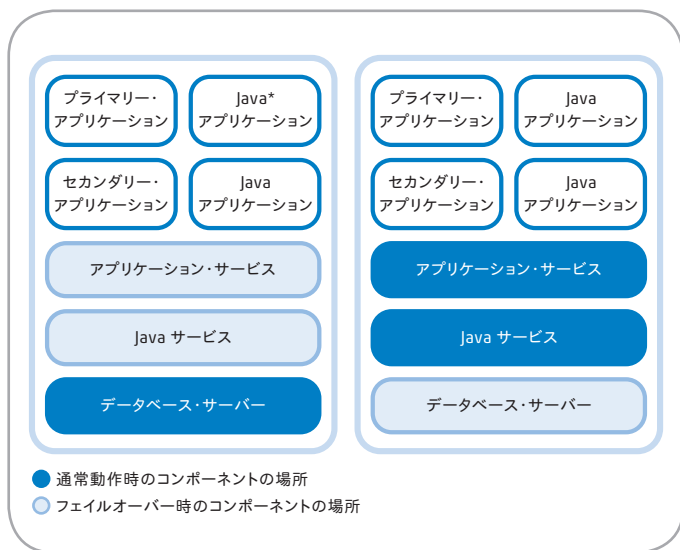 プライマリー・
アプリケーション
Java*
アプリケーション
セカンダリー・
アプリケーション
Java
アプリケーション
アプリケーション・サービス
Java サービス
データベース・サーバー
プライマリー・
アプリケーション
Java
アプリケーション
セカンダリー・
アプリケーション
Java
アプリケーション
アプリケーション・サービス
Java サービス
データベース・サーバー
通常動作時のコンポーネントの場所
フェイルオーバー時のコンポーネントの場所